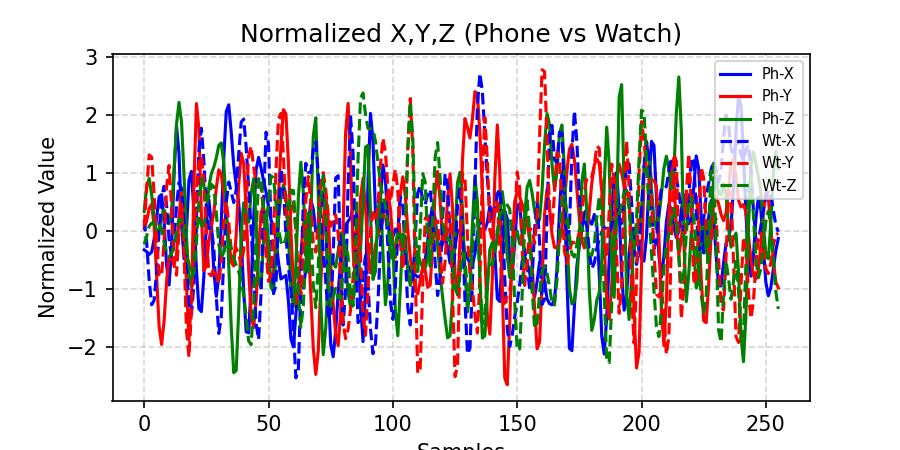 Normalized X,Y,Z (Phone vs Watch)
Normalized Value
3
2
1
0
−1
−2
Ph-X
Ph-Y
Ph-Z
Wt-X
Wt-Y
Wt-Z
0 50 100 150 200 250
Samples